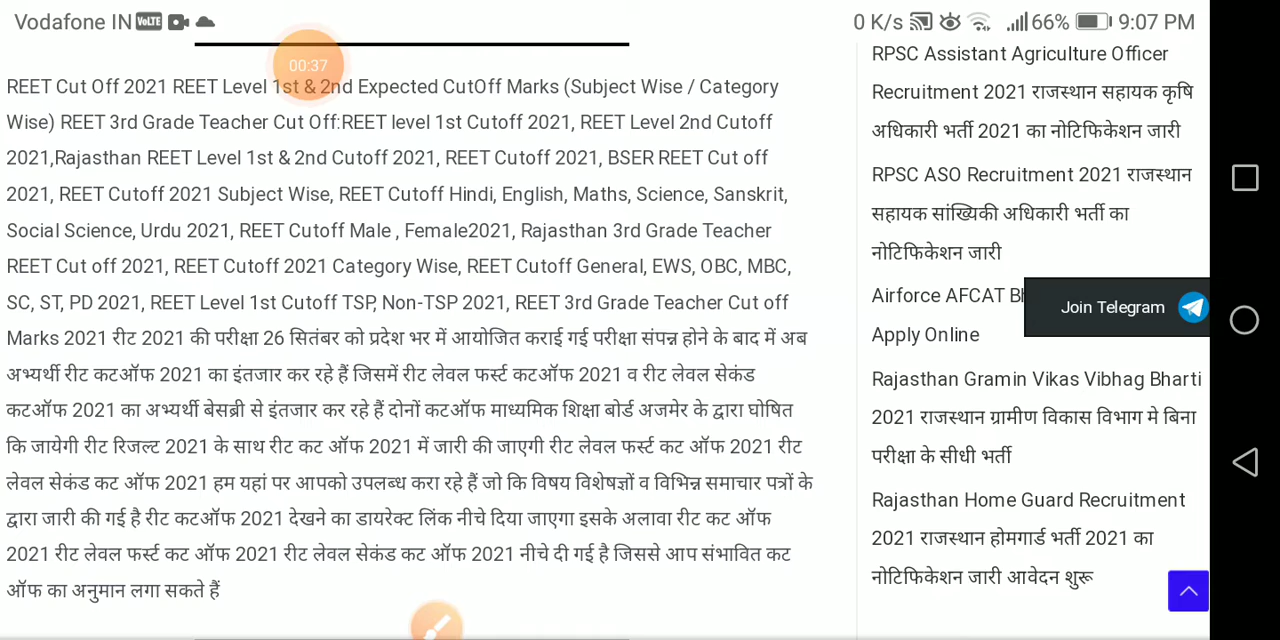 Vodafone IN VoLTE 0 K/s 66% 9:07 PM
00:37
REET Cut Off 2021 REET Level 1st & 2nd Expected CutOff Marks (Subject Wise / Category
Wise) REET 3rd Grade Teacher Cut Off:REET level 1st Cutoff 2021, REET Level 2nd Cutoff
2021,Rajasthan REET Level 1st & 2nd Cutoff 2021, REET Cutoff 2021, BSER REET Cut off
2021, REET Cutoff 2021 Subject Wise, REET Cutoff Hindi, English, Maths, Science, Sanskrit,
Social Science, Urdu 2021, REET Cutoff Male , Female2021, Rajasthan 3rd Grade Teacher
REET Cut off 2021, REET Cutoff 2021 Category Wise, REET Cutoff General, EWS, OBC, MBC,
SC, ST, PD 2021, REET Level 1st Cutoff TSP, Non-TSP 2021, REET 3rd Grade Teacher Cut off
Marks 2021 रीट 2021 की परीक्षा 26 सितंबर को प्रदेश भर में आयोजित कराई गई परीक्षा संपन्न होने के बाद में अब
अभ्यर्थी रीट कटऑफ 2021 का इंतजार कर रहे हैं जिसमें रीट लेवल फर्स्ट कटऑफ 2021 व रीट लेवल सेकंड
कटऑफ 2021 का अभ्यर्थी बेसब्री से इंतजार कर रहे हैं दोनों कटऑफ माध्यमिक शिक्षा बोर्ड अजमेर के द्वारा घोषित
कि जायेगी रीट रिजल्ट 2021 के साथ रीट कट ऑफ 2021 में जारी की जाएगी रीट लेवल फर्स्ट कट ऑफ 2021 रीट
लेवल सेकंड कट ऑफ 2021 हम यहां पर आपको उपलब्ध करा रहे हैं जो कि विषय विशेषज्ञों व विभिन्न समाचार पत्रों के
द्वारा जारी की गई है रीट कटऑफ 2021 देखने का डायरेक्ट लिंक नीचे दिया जाएगा इसके अलावा रीट कट ऑफ
2021 रीट लेवल फर्स्ट कट ऑफ 2021 रीट लेवल सेकंड कट ऑफ 2021 नीचे दी गई है जिससे आप संभावित कट
ऑफ का अनुमान लगा सकते हैं
RPSC Assistant Agriculture Officer
Recruitment 2021 राजस्थान सहायक कृषि
अधिकारी भर्ती 2021 का नोटिफिकेशन जारी
RPSC ASO Recruitment 2021 राजस्थान
सहायक सांख्यिकी अधिकारी भर्ती का
नोटिफिकेशन जारी
Airforce AFCAT
Join Telegram
Apply Online
Rajasthan Gramin Vikas Vibhag Bharti
2021 राजस्थान ग्रामीण विकास विभाग मे बिना
परीक्षा के सीधी भर्ती
Rajasthan Home Guard Recruitment
2021 राजस्थान होमगार्ड भर्ती 2021 का
नोटिफिकेशन जारी आवेदन शुरू